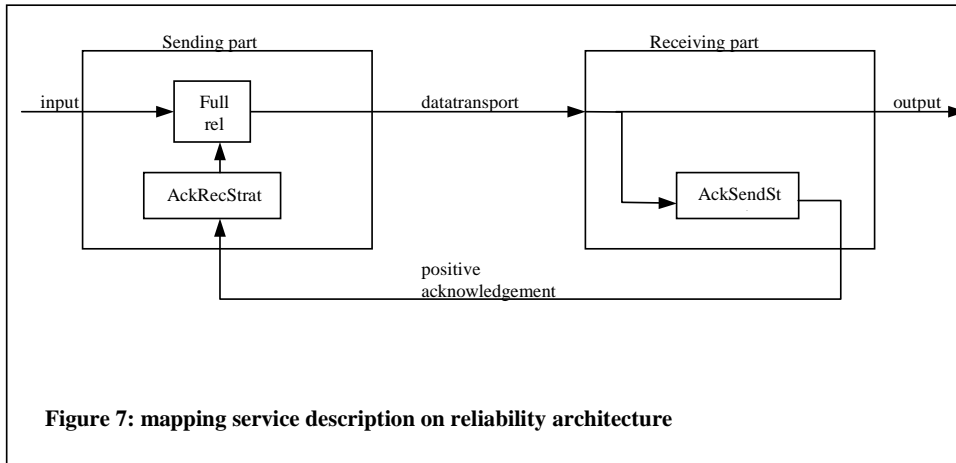 Sending part
Receiving part
input
Full
rel
datatransport
output
AckRecStrat
AckSendSt
positive
acknowledgement
Figure 7: mapping service description on reliability architecture